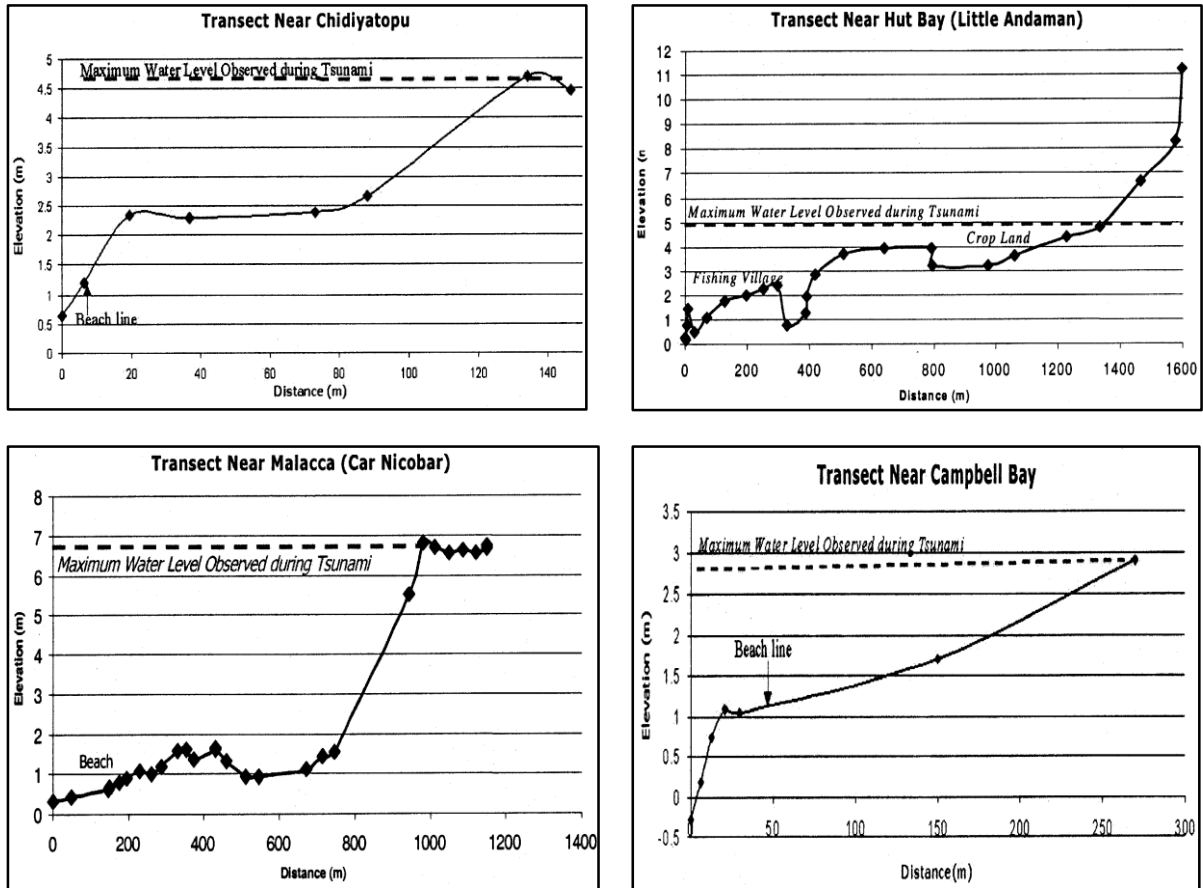 Transect Near Chidiyatopu
5
4.5
4
3.5
3
2.5
2
1.5
1
0.5
0
Elevation (m)
Maximum Water Level Observed during Tsunami
Beach line
0 20 40 60 80 100 120 140
Distance (m)
Transect Near Hut Bay (Little Andaman)
12
11
10
9
8
7
6
5
4
3
2
1
0
Elevation (n
Maximum Water Level Observed during Tsunami
Crop Land
Fishing Village
0 200 400 600 800 1000 1200 1400 1600
Distance (m)
Transect Near Malacca (Car Nicobar)
8
7
6
5
4
3
2
1
0
Elevation (m)
Maximum Water Level Observed during Tsunami
Beach
0 200 400 600 800 1000 1200 1400
Distance (m)
Transect Near Campbell Bay
3.5
3
2.5
2
1.5
1
0.5
0
-0.5
Elevation (m)
Maximum Water Level Observed during Tsunami
Beach line
0 50 100 150 200 250 300
Distance(m)